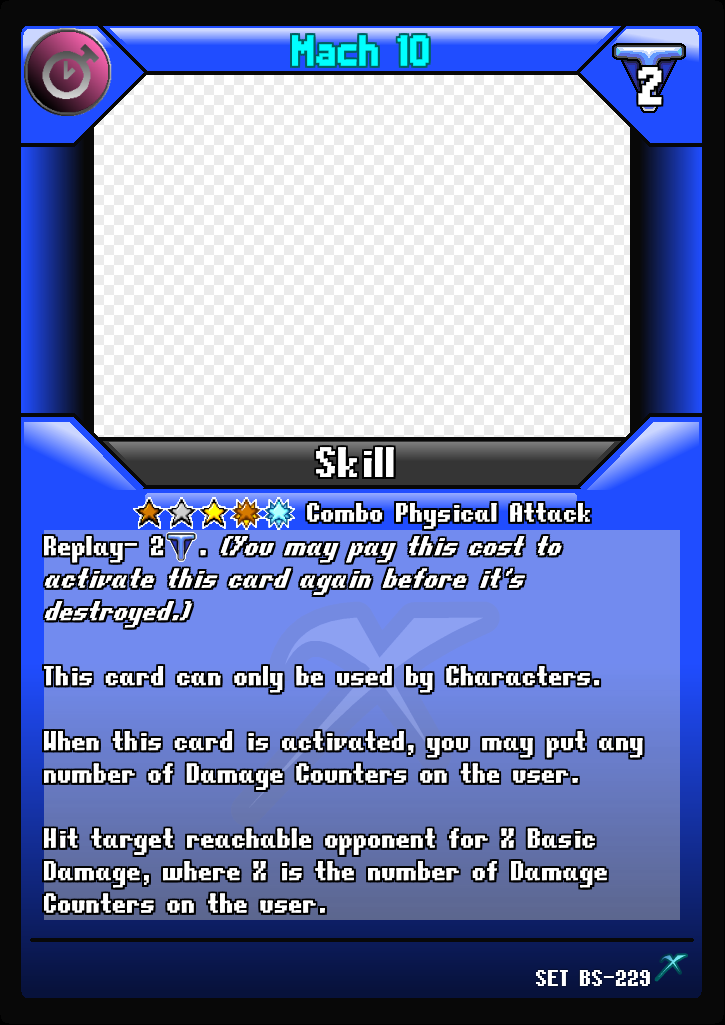 Mach 10
2
Skill
Combo Physical Attack
Replay- 2. (You may pay this cost to
activate this card again before it's
destroyed.)
This card can only be used by Characters.
When this card is activated, you may put any
number of Damage Counters on the user.
Hit target reachable opponent for X Basic
Damage, where X is the number of Damage
Counters on the user.
SET BS-229